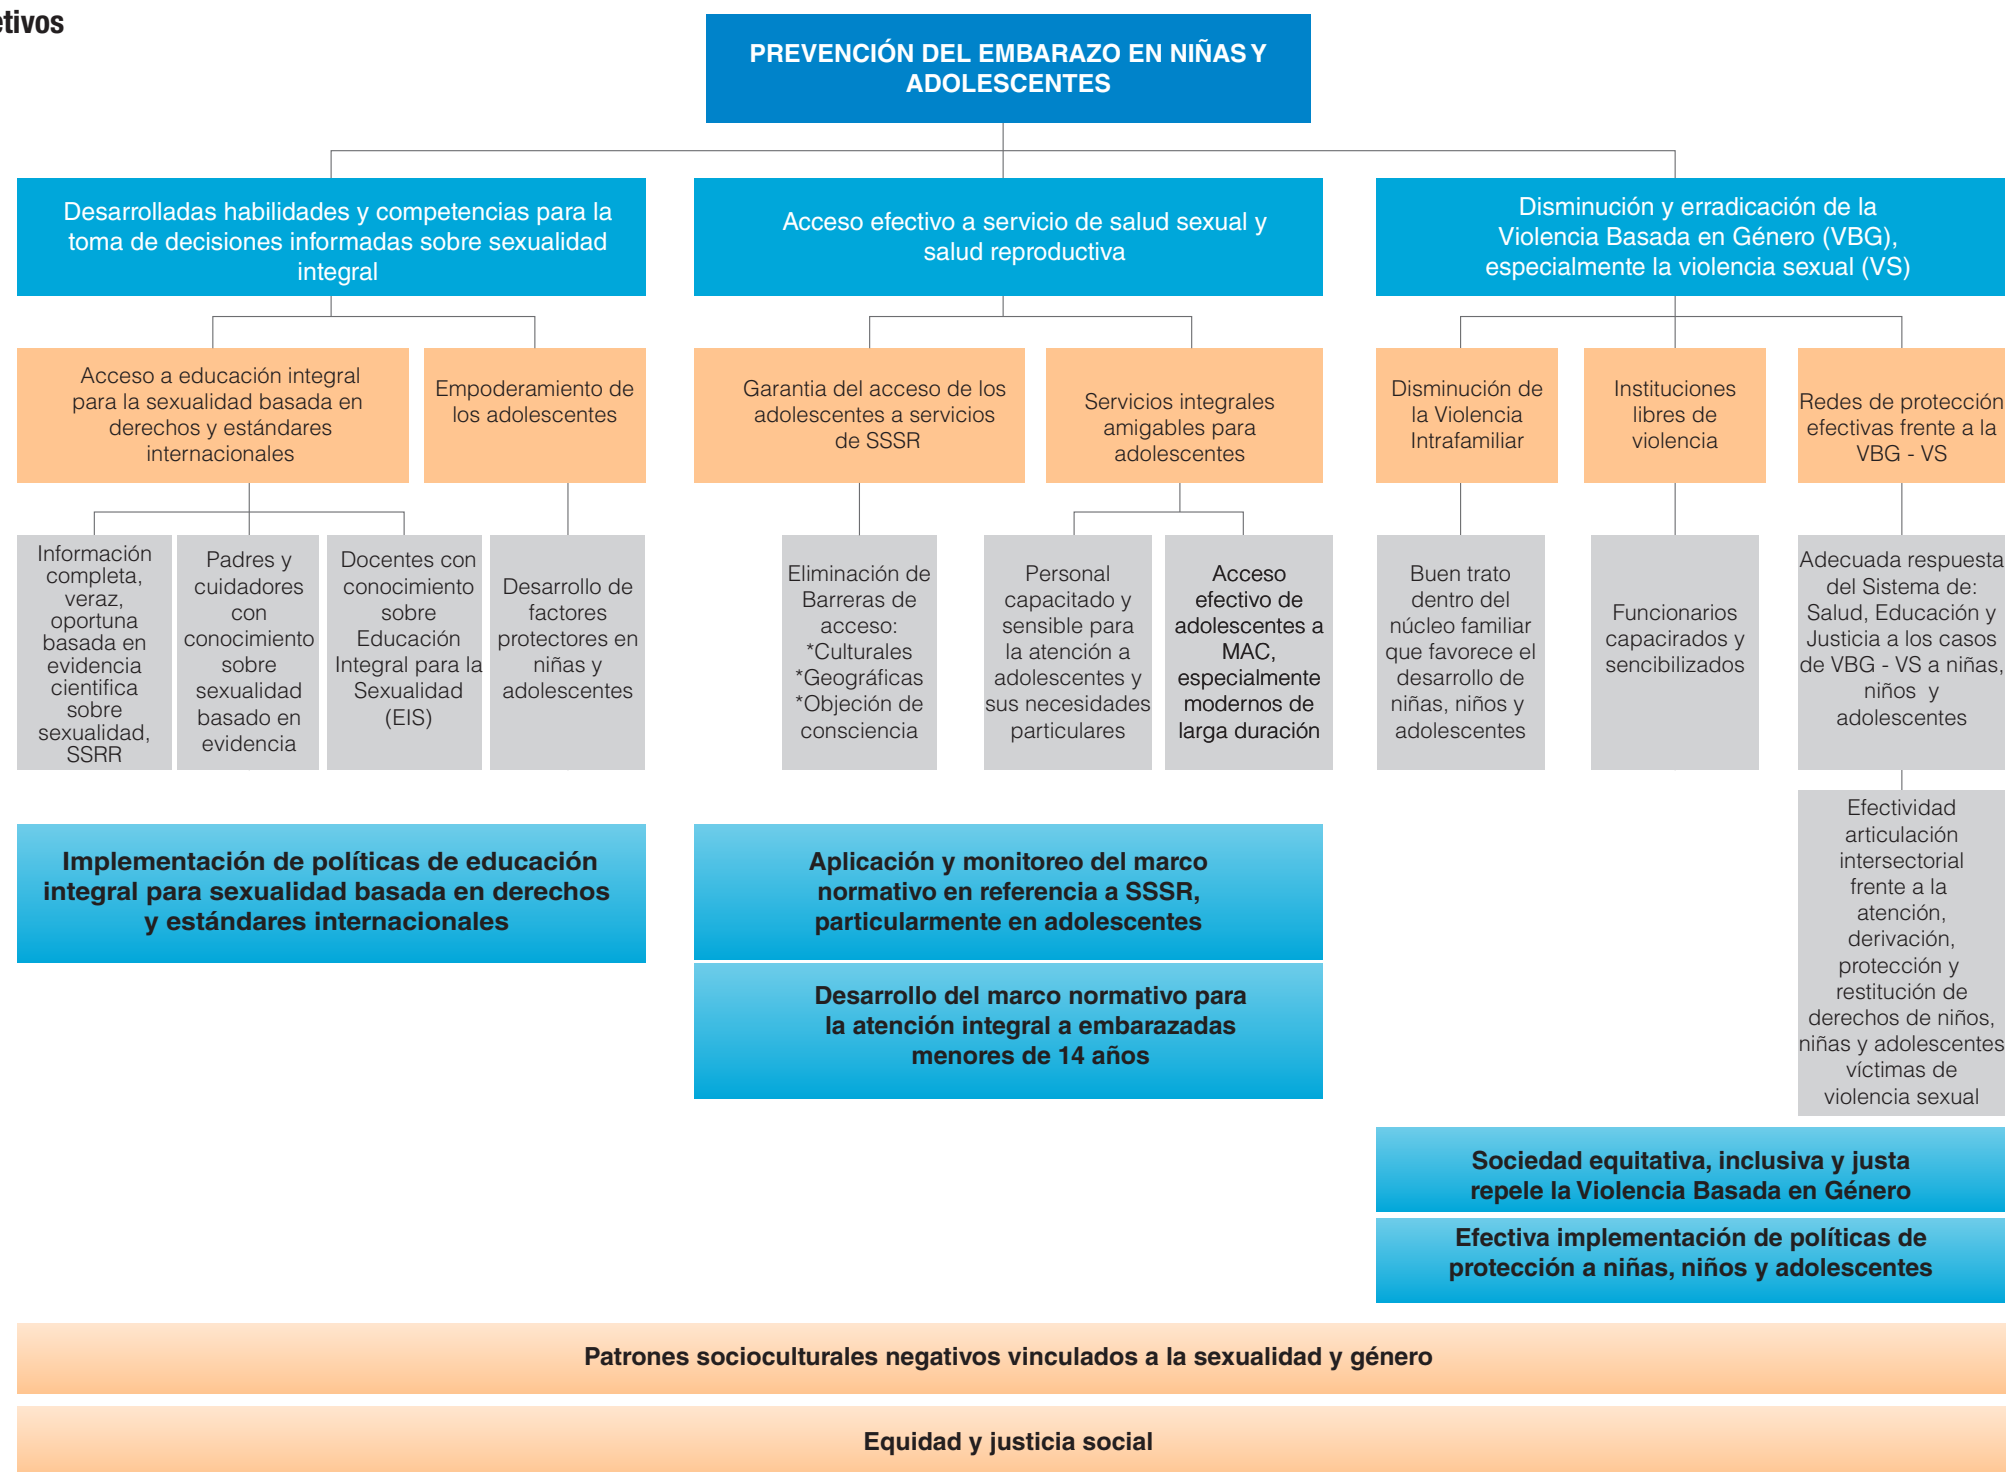 etivos
PREVENCIÓN DEL EMBARAZO EN NIÑAS Y
ADOLESCENTES
Desarrolladas habilidades y competencias para la
toma de decisiones informadas sobre sexualidad
integral
Acceso efectivo a servicio de salud sexual y
salud reproductiva
Disminución y erradicación de la
Violencia Basada en Género (VBG),
especialmente la violencia sexual (VS)
Acceso a educación integral
para la sexualidad basada en
derechos y estándares
internacionales
Empoderamiento de
los adolescentes
Garantia del acceso de los
adolescentes a servicios
de SSSR
Servicios integrales
amigables para
adolescentes
Disminución de
la Violencia
Intrafamiliar
Instituciones
libres de
violencia
Redes de protección
efectivas frente a la
VBG - VS
Información
completa,
veraz,
oportuna
basada en
evidencia
cientifica
sobre
sexualidad,
SSRR
Padres y
cuidadores
con
conocimiento
sobre
sexualidad
basado en
evidencia
Docentes con
conocimiento
sobre
Educación
Integral para la
Sexualidad
(EIS)
Desarrollo de
factores
protectores en
niñas y
adolescentes
Eliminación de
Barreras de
acceso:
*Culturales
*Geográficas
*Objeción de
consciencia
Personal
capacitado y
sensible para
la atención a
adolescentes y
sus necesidades
particulares
Acceso
efectivo de
adolescentes a
MAC,
especialmente
modernos de
larga duración
Buen trato
dentro del
núcleo familiar
que favorece el
desarrollo de
niñas, niños y
adolescentes
Funcionarios
capacirados y
sencibilizados
Adecuada respuesta
del Sistema de:
Salud, Educación y
Justicia a los casos
de VBG - VS a niñas,
niños y
adolescentes
Efectividad
articulación
intersectorial
frente a la
atención,
derivación,
protección y
restitución de
derechos de niños,
niñas y adolescentes
víctimas de
violencia sexual
Implementación de políticas de educación
integral para sexualidad basada en derechos
y estándares internacionales
Aplicación y monitoreo del marco
normativo en referencia a SSSR,
particularmente en adolescentes
Desarrollo del marco normativo para
la atención integral a embarazadas
menores de 14 años
Sociedad equitativa, inclusiva y justa
repele la Violencia Basada en Género
Efectiva implementación de políticas de
protección a niñas, niños y adolescentes
Patrones socioculturales negativos vinculados a la sexualidad y género
Equidad y justicia social